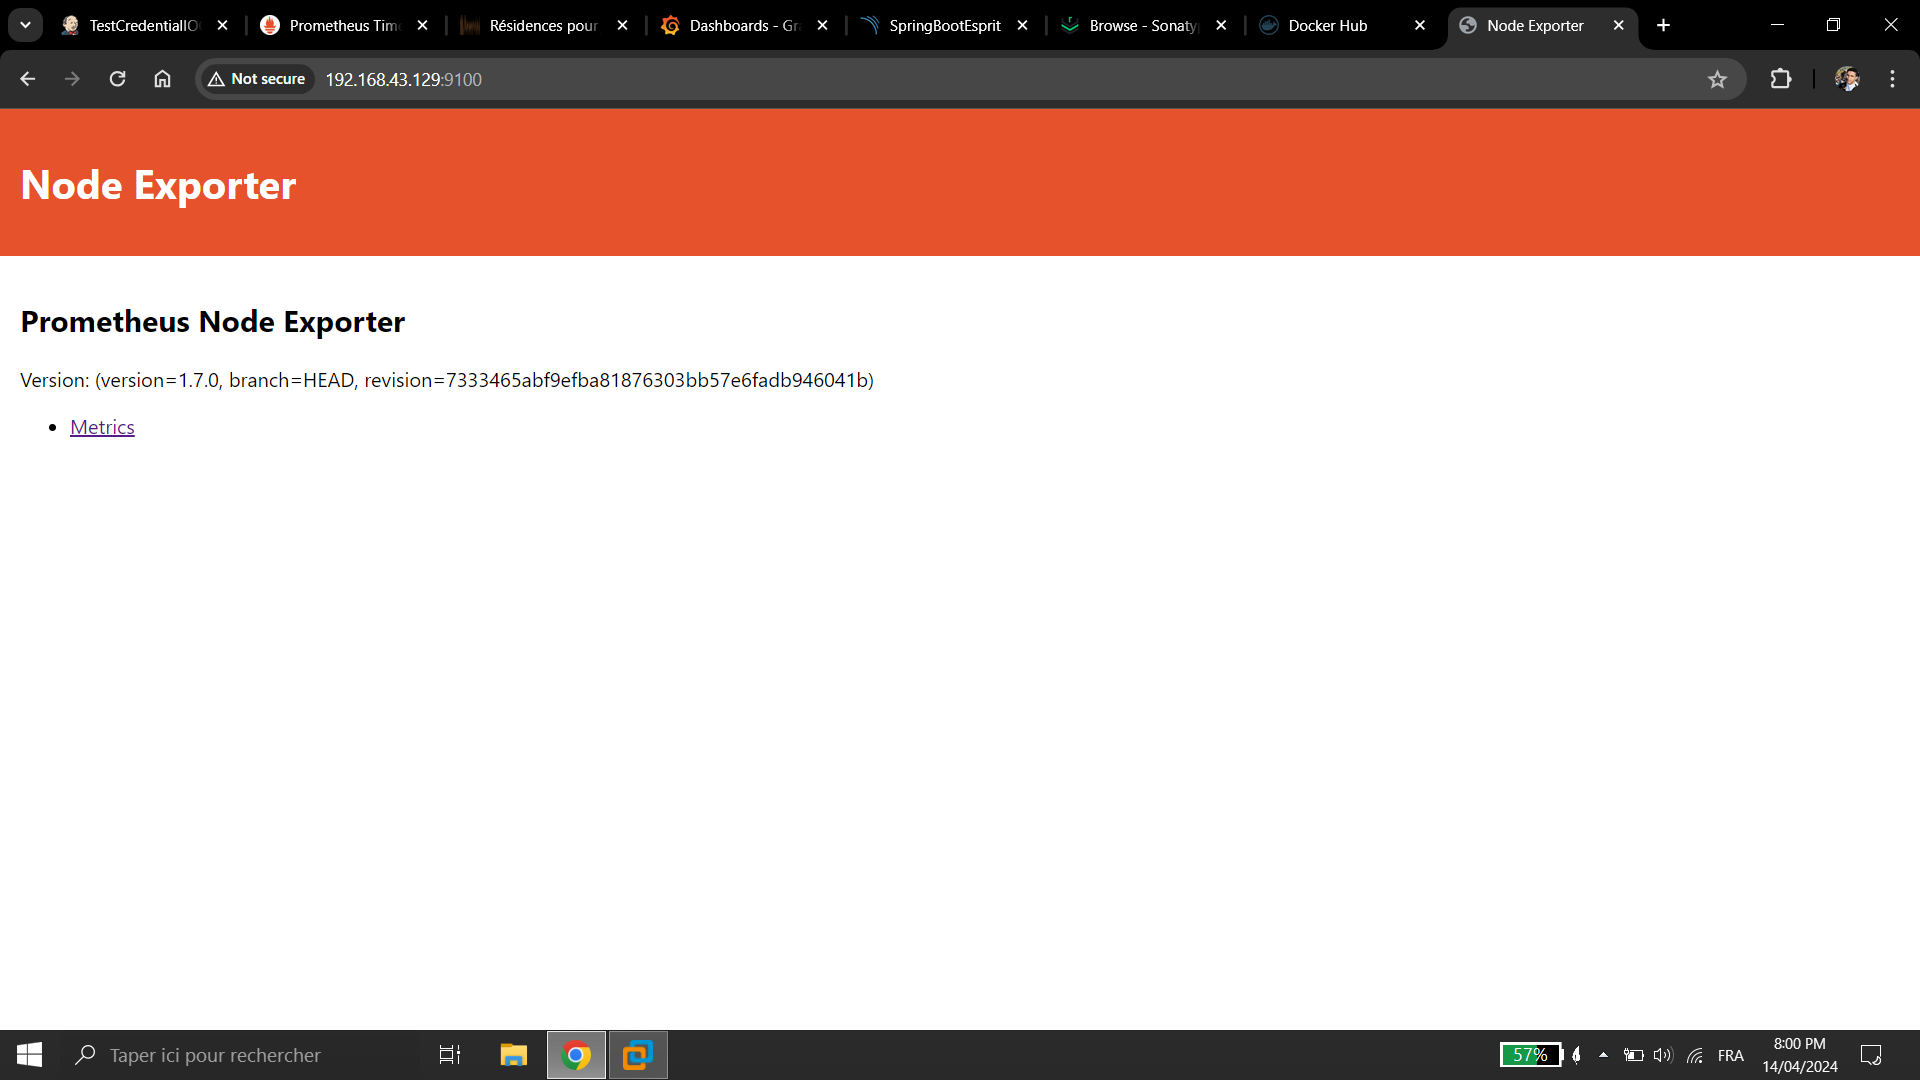 TestCredentialIO
Prometheus Time
Résidences pour
Dashboards - Gra
SpringBootEsprit
Browse - Sonaty
Docker Hub
Node Exporter
Not secure
192.168.43.129:9100
Node Exporter
Prometheus Node Exporter
Version: (version=1.7.0, branch=HEAD, revision=7333465abf9efba81876303bb57e6fadb946041b)
Metrics
Taper ici pour rechercher
57%
FRA
8:00 PM
14/04/2024